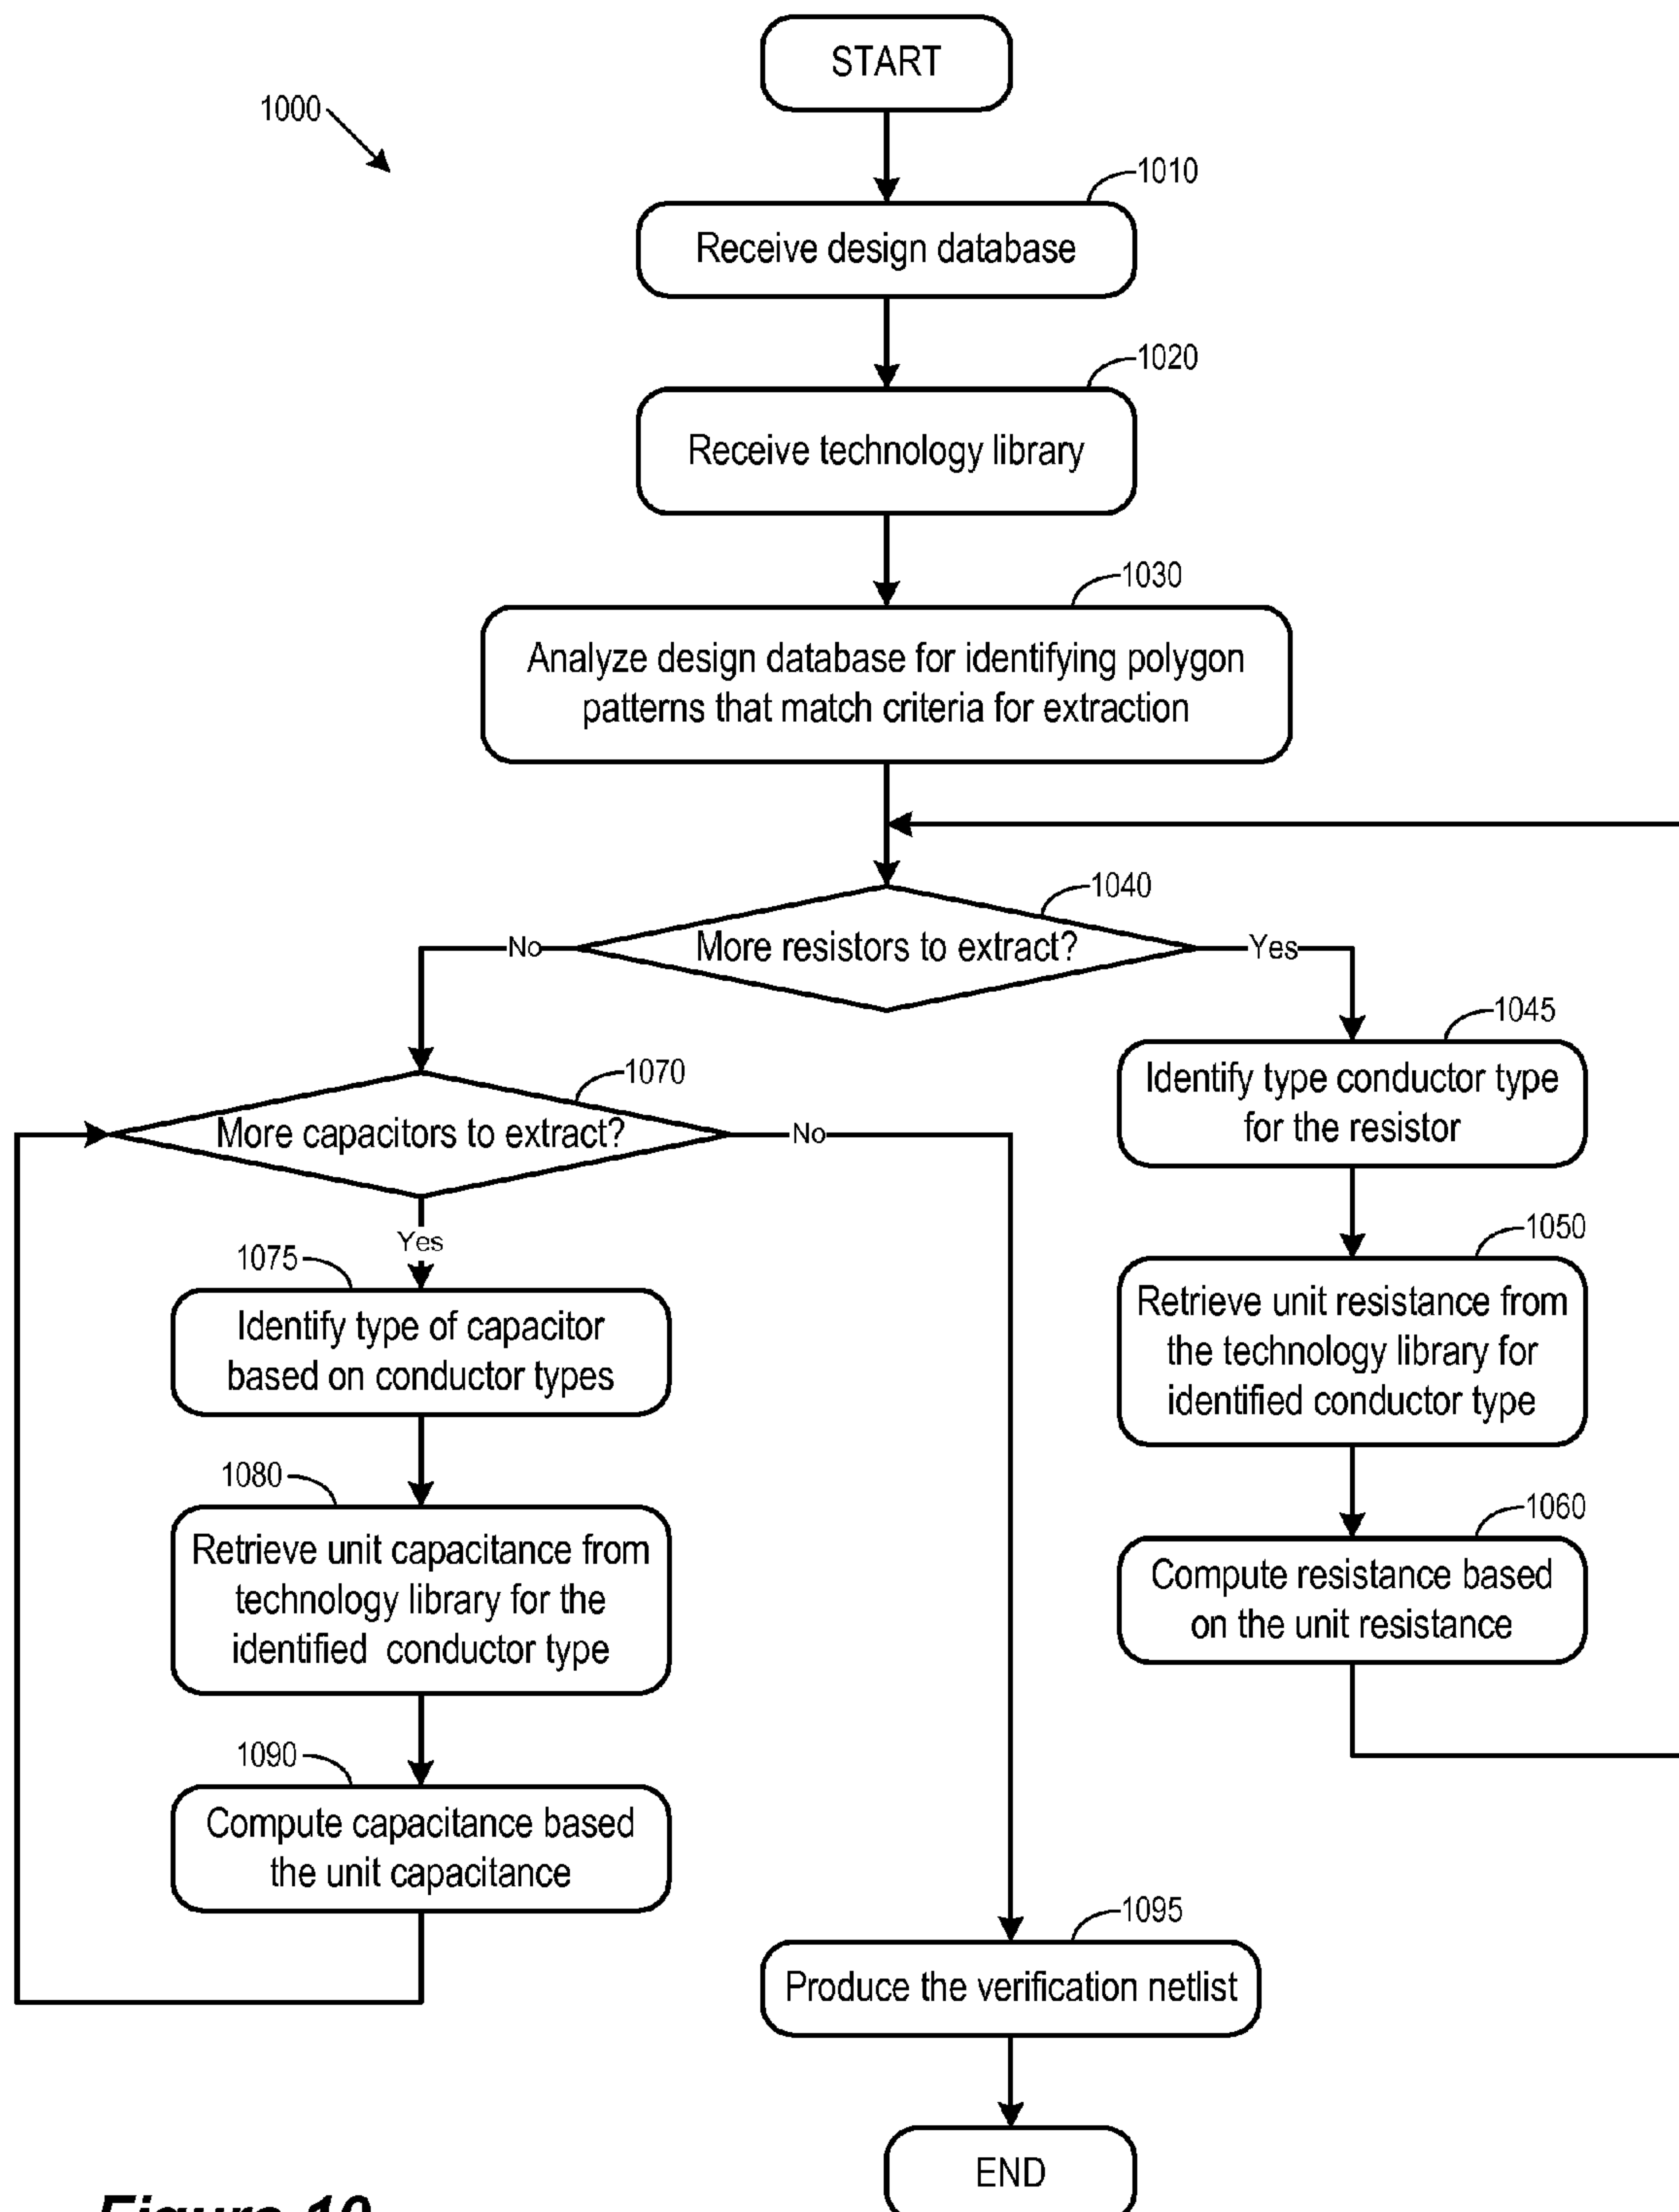 START
1000
1010
Receive design database
1020
Receive technology library
1030
Analyze design database for identifying polygon
patterns that match criteria for extraction
1040
No
More resistors to extract?
Yes
1045
Identify type conductor type
for the resistor
1070
More capacitors to extract?
No
Yes
1050
Retrieve unit resistance from
the technology library for
identified conductor type
1075
Identify type of capacitor
based on conductor types
1080
Retrieve unit capacitance from
technology library for the
identified conductor type
1060
Compute resistance based
on the unit resistance
1090
Compute capacitance based
the unit capacitance
1095
Produce the verification netlist
END
Figure 10